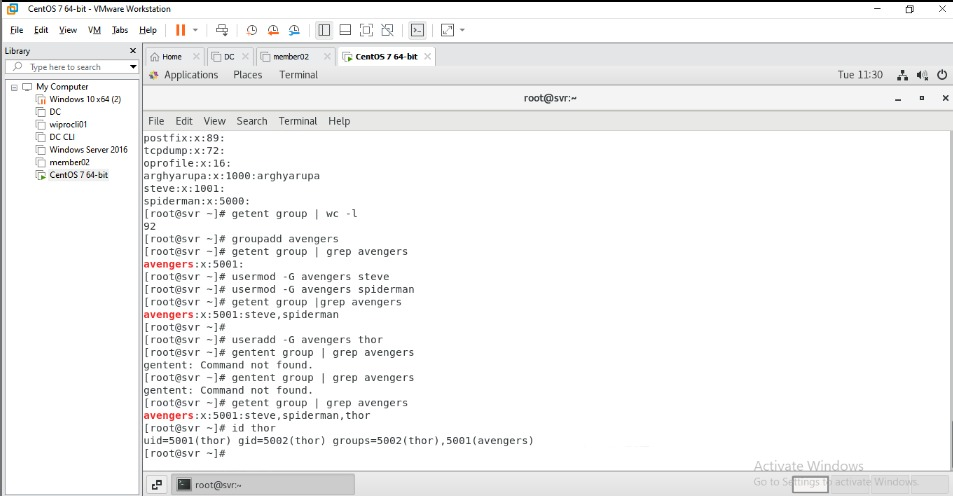 CentOS 7 64-bit - VMware Workstation
File Edit View VM Tabs Help
Library
Type here to search
My Computer
Windows 10 x64 (2)
DC
wiprocli01
DC CLI
Windows Server 2016
member02
CentOS 7 64-bit
Home DC member02 CentOS 7 64-bit
Applications Places Terminal Tue 11:30
root@svr:~
File Edit View Search Terminal Help
postfix:x:89:
tcpdump:x:72:
oprofile:x:16:
arghyarupa:x:1000:arghyarupa
steve:x:1001:
spiderman:x:5000:
[root@svr ~]# getent group | wc -l
92
[root@svr ~]# groupadd avengers
[root@svr ~]# getent group | grep avengers
avengers:x:5001:
[root@svr ~]# usermod -G avengers steve
[root@svr ~]# usermod -G avengers spiderman
[root@svr ~]# getent group |grep avengers
avengers:x:5001:steve,spiderman
[root@svr ~]#
[root@svr ~]# useradd -G avengers thor
[root@svr ~]# gentent group | grep avengers
gentent: Command not found.
[root@svr ~]# gentent group | grep avengers
gentent: Command not found.
[root@svr ~]# getent group | grep avengers
avengers:x:5001:steve,spiderman,thor
[root@svr ~]# id thor
uid=5001(thor) gid=5002(thor) groups=5002(thor),5001(avengers)
[root@svr ~]#
Activate Windows
Go to Settings to activate Windows.
root@svr:~